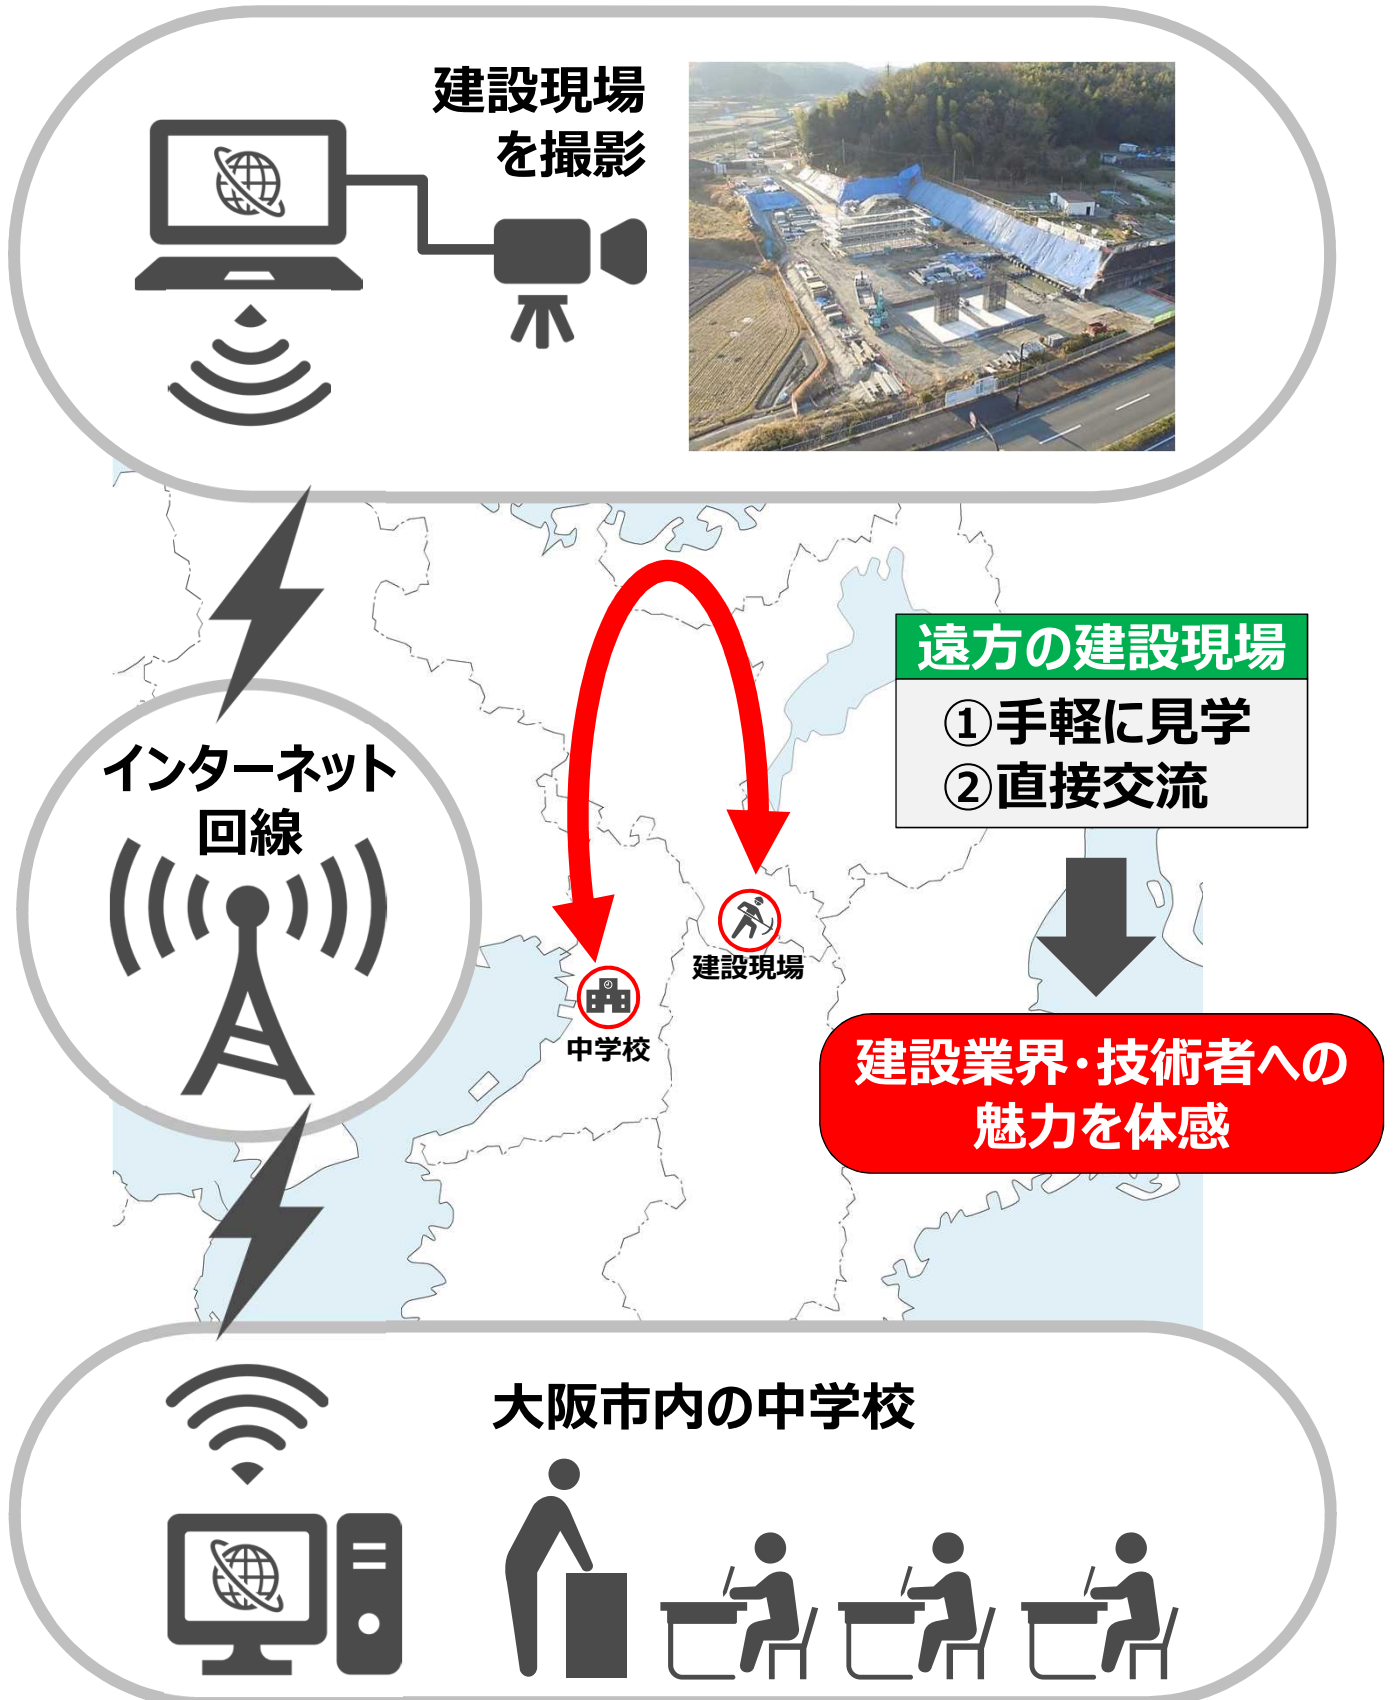 建設現場
を撮影
遠方の建設現場
①手軽に見学
②直接交流
インターネット
回線
建設現場
中学校
建設業界・技術者への
魅力を体感
大阪市内の中学校